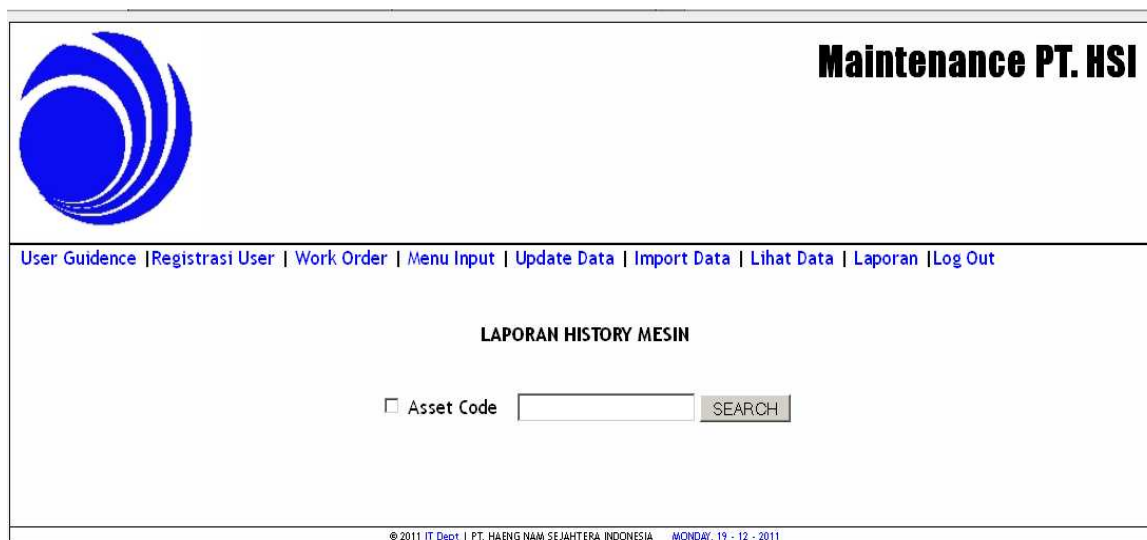 Maintenance PT. HSI
User Guidence |Registrasi User | Work Order | Menu Input | Update Data | Import Data | Lihat Data | Laporan |Log Out
LAPORAN HISTORY MESIN
Asset Code SEARCH
© 2011 IT Dept | PT. HAENG NAM SEJAHTERA INDONESIA MONDAY, 19 - 12 - 2011